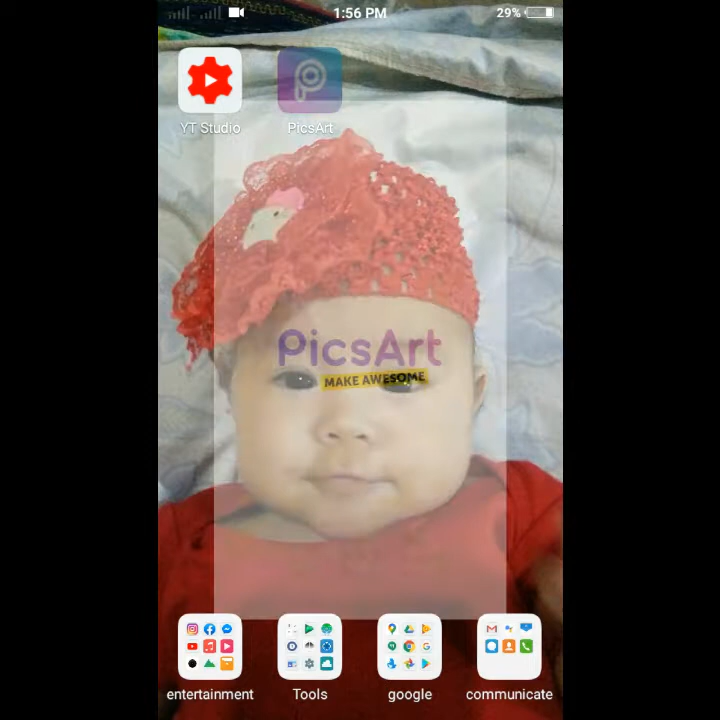 1:56 PM 29%
YT Studio PicsArt
PicsArt
MAKE AWESOME
entertainment Tools google communicate